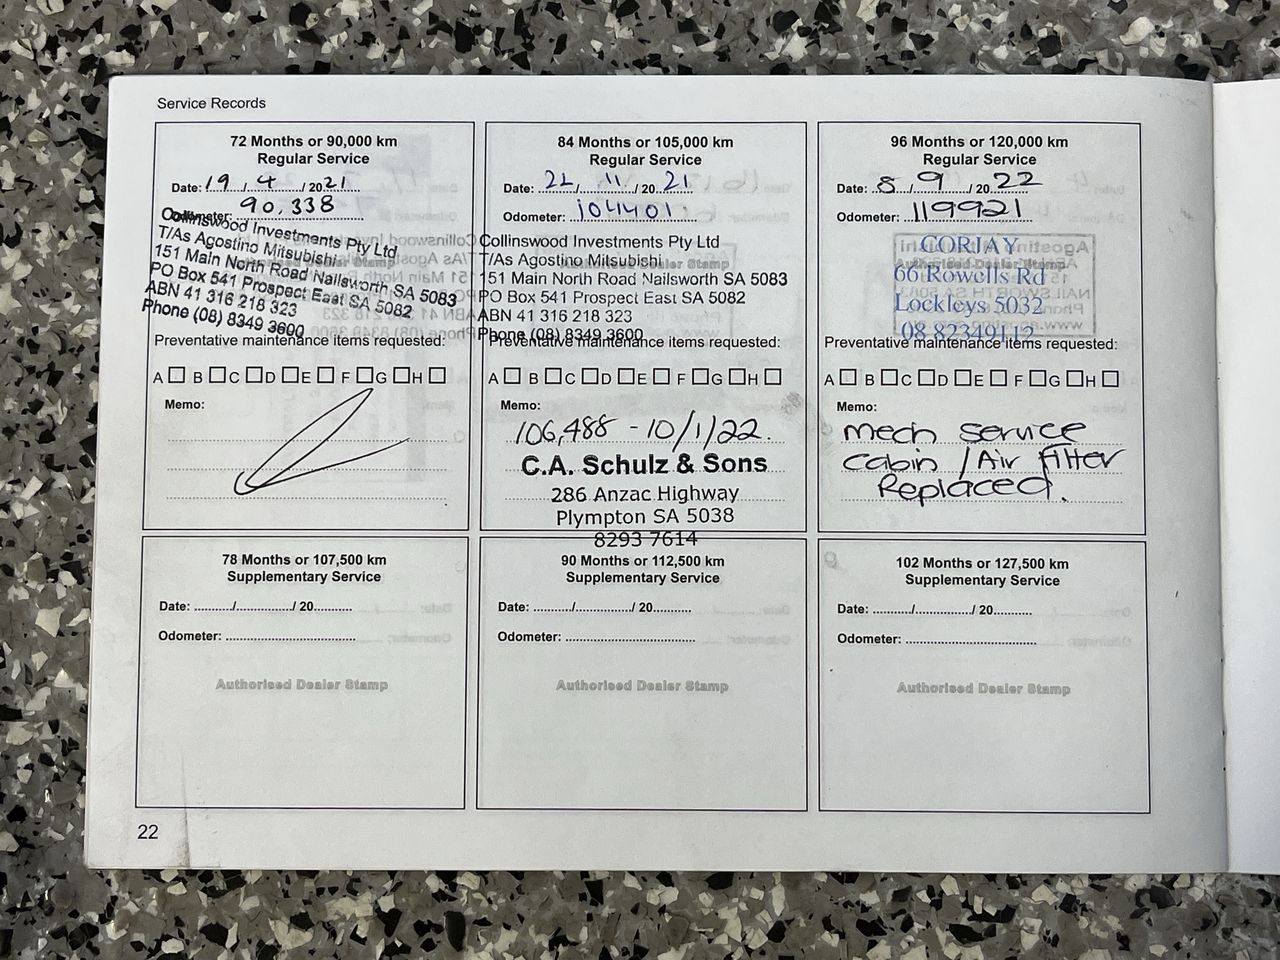 Service Records
72 Months or 90,000 km
Regular Service
Date: 19 / 4 / 2021
Odometer: 90,338
Collinswood Investments Pty Ltd
T/As Agostino Mitsubishi
151 Main North Road Nailsworth SA 5083
PO Box 541 Prospect East SA 5082
ABN 41 316 218 323
Phone (08) 8349 3600
Preventative maintenance items requested:
A B C D E F G H
Memo:
84 Months or 105,000 km
Regular Service
Date: 22 / 11 / 20 21
Odometer: 104401
Collinswood Investments Pty Ltd
T/As Agostino Mitsubishi
Authorised Dealer Stamp
151 Main North Road Nailsworth SA 5083
PO Box 541 Prospect East SA 5082
ABN 41 316 218 323
Phone (08) 8349 3600
Preventative maintenance items requested:
A B C D E F G H
Memo:
106,488 - 10/1/22.
C.A. Schulz & Sons
286 Anzac Highway
Plympton SA 5038
8293 7614
96 Months or 120,000 km
Regular Service
Date: 8 / 9 / 20 22
Odometer: 119921
CORJAY
Authorised Dealer Stamp
66 Rowells Rd
Lockleys 5032
08 82349112
Preventative maintenance items requested:
A B C D E F G H
Memo:
mech service
cabin / Air filter
Replaced.
78 Months or 107,500 km
Supplementary Service
Date: ........../................/ 20..........
Odometer: ..................................
Authorised Dealer Stamp
90 Months or 112,500 km
Supplementary Service
Date: ........../................/ 20..........
Odometer: ..................................
Authorised Dealer Stamp
102 Months or 127,500 km
Supplementary Service
Date: ........../................/ 20..........
Odometer: ..................................
Authorised Dealer Stamp
22